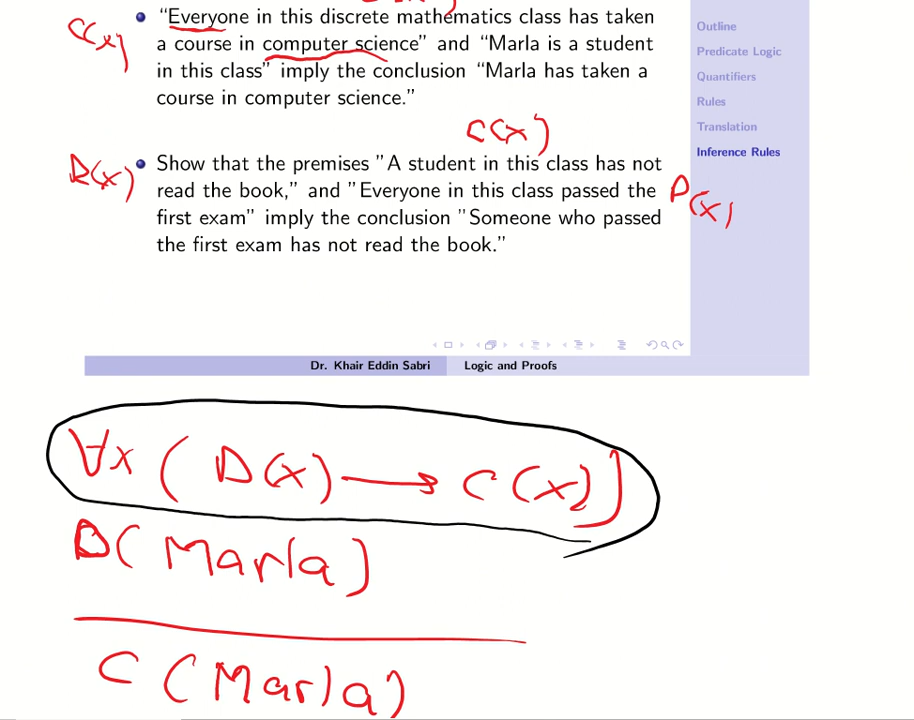 "Everyone in this discrete mathematics class has taken
C(x)
a course in computer science" and "Marla is a student
in this class" imply the conclusion "Marla has taken a
course in computer science."
C(x)
R(x)
Show that the premises "A student in this class has not
read the book," and "Everyone in this class passed the
P(x)
first exam" imply the conclusion "Someone who passed
the first exam has not read the book."
Outline
Predicate Logic
Quantifiers
Rules
Translation
Inference Rules
Dr. Khair Eddin Sabri Logic and Proofs
∀x ( D(x) → C(x) )
D( Marla )
C ( Marla )